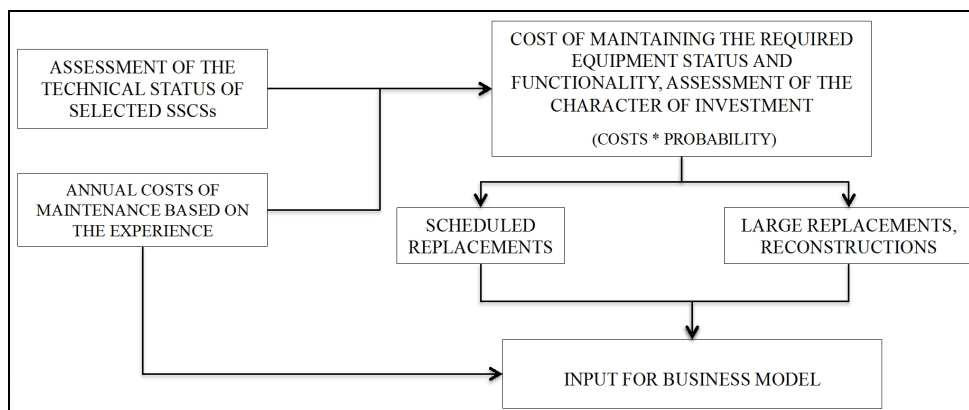 ASSESSMENT OF THE
TECHNICAL STATUS OF
SELECTED SSCSs
COST OF MAINTAINING THE REQUIRED
EQUIPMENT STATUS AND
FUNCTIONALITY, ASSESSMENT OF THE
CHARACTER OF INVESTMENT
(COSTS * PROBABILITY)
ANNUAL COSTS OF
MAINTENANCE BASED ON
THE EXPERIENCE
SCHEDULED
REPLACEMENTS
LARGE REPLACEMENTS,
RECONSTRUCTIONS
INPUT FOR BUSINESS MODEL